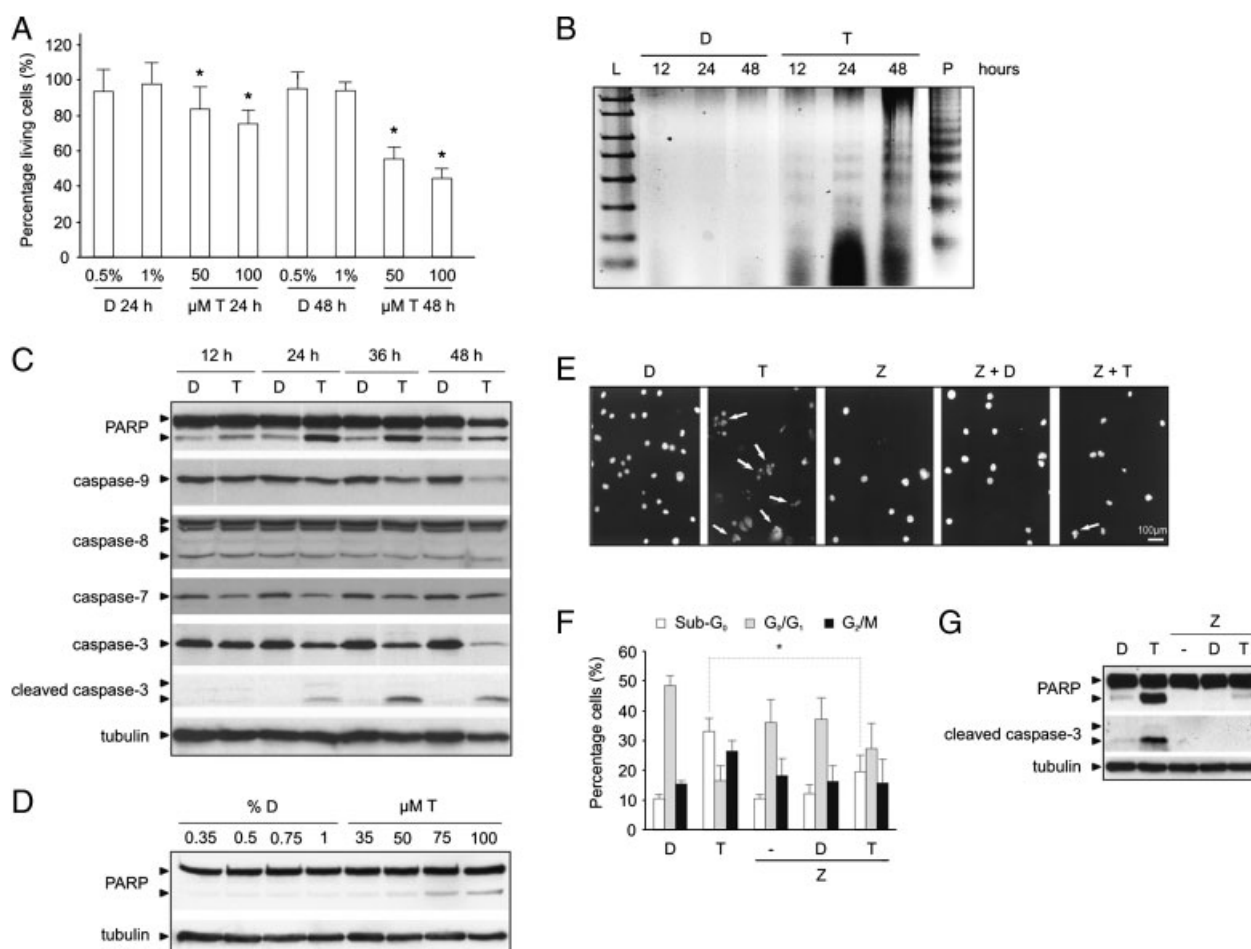 A
Percentage living cells (%)
120
100
80
60
40
20
0
* * * *
0.5% 1% 50 100 0.5% 1% 50 100
D 24 h µM T 24 h D 48 h µM T 48 h
B
D T
L 12 24 48 12 24 48 P hours
C
12 h 24 h 36 h 48 h
D T D T D T D T
PARP
caspase-9
caspase-8
caspase-7
caspase-3
cleaved caspase-3
tubulin
D
% D µM T
0.35 0.5 0.75 1 35 50 75 100
PARP
tubulin
E
D T Z Z + D Z + T
100µm
F
Sub-G₀ G₀/G₁ G₂/M
Percentage cells (%)
60
50
40
30
20
10
0
*
D T - D T
Z
G
Z
D T - D T
PARP
cleaved caspase-3
tubulin